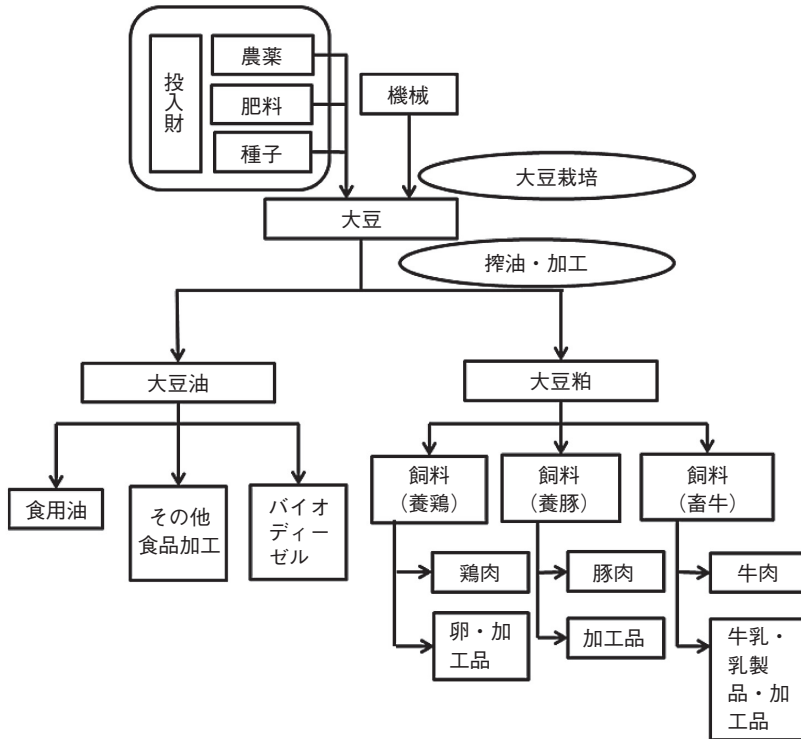 農薬
投入財
肥料
種子
機械
大豆栽培
大豆
搾油・加工
大豆油
大豆粕
食用油
その他
食品加工
バイオ
ディー
ゼル
飼料
（養鶏）
飼料
（養豚）
飼料
（畜牛）
鶏肉
豚肉
牛肉
卵・加
工品
加工品
牛乳・
乳製
品・加
工品